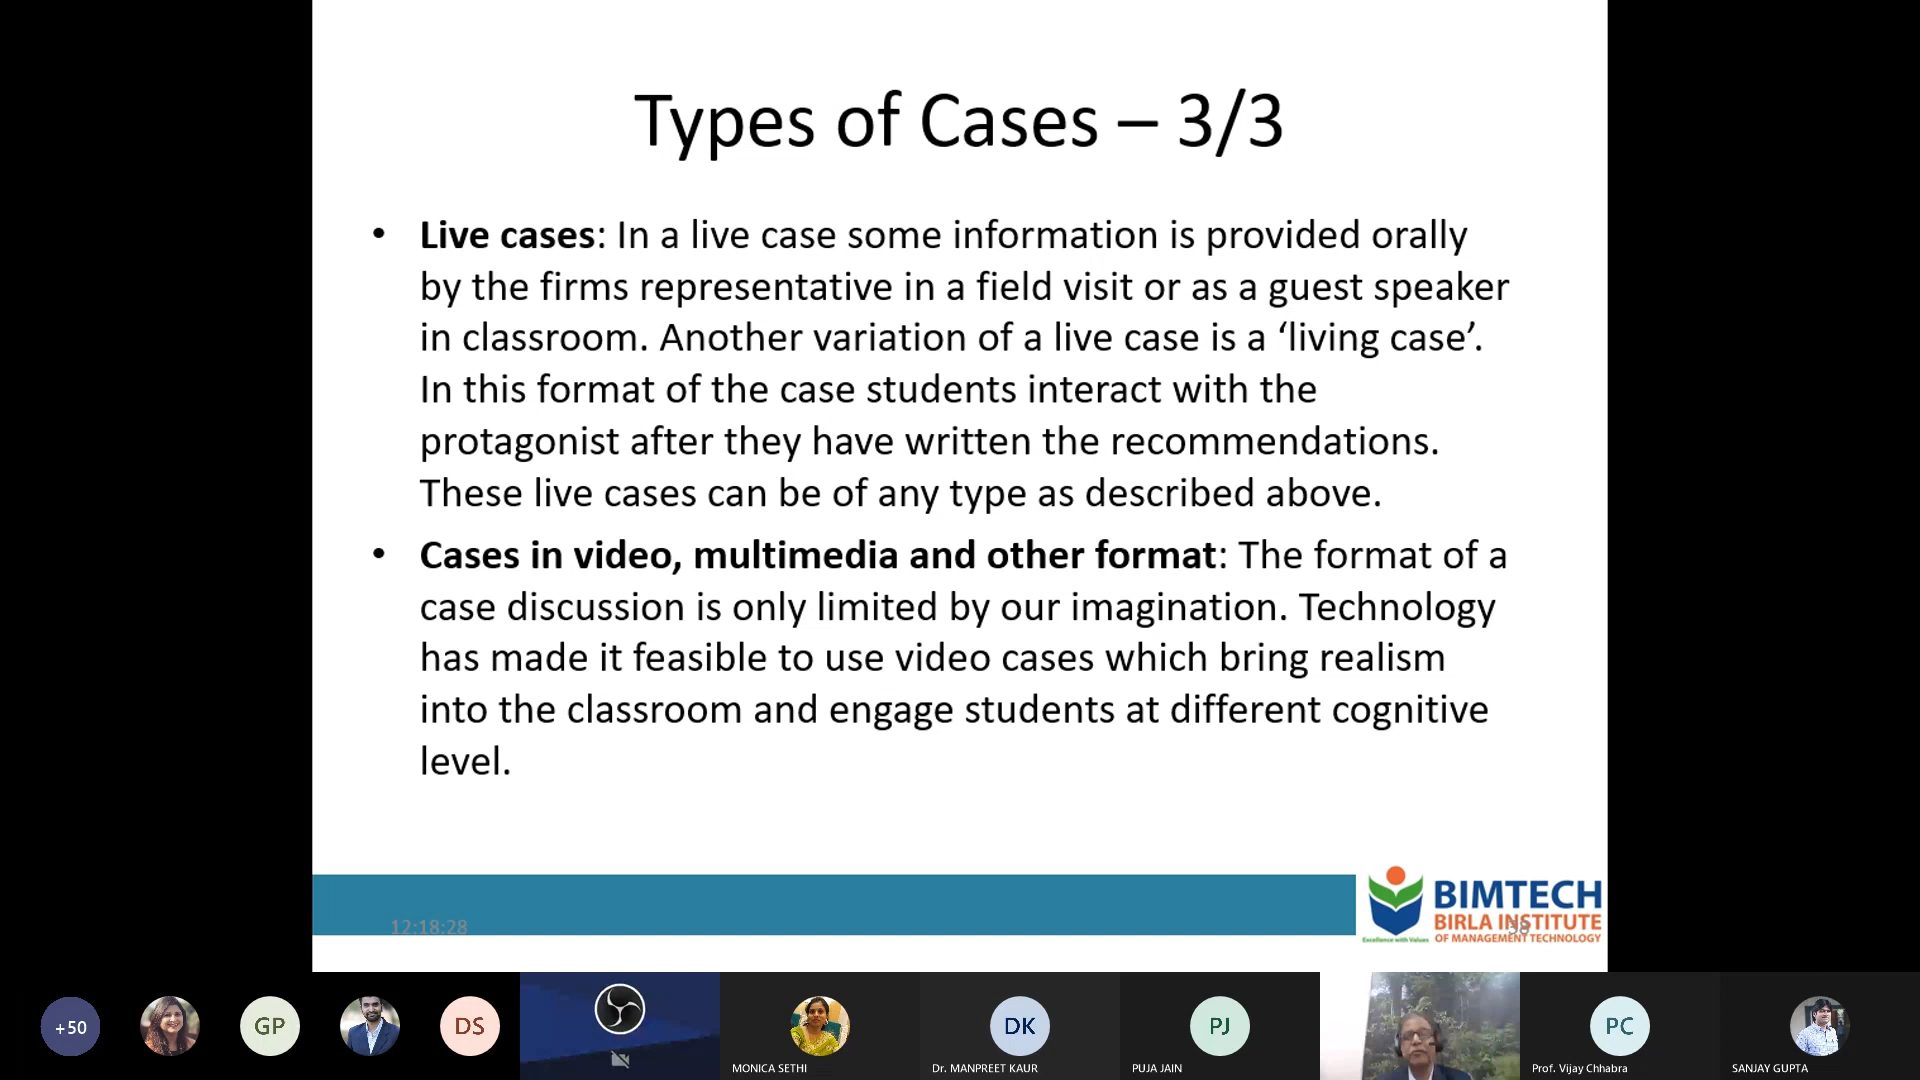 Types of Cases – 3/3
• Live cases: In a live case some information is provided orally
by the firms representative in a field visit or as a guest speaker
in classroom. Another variation of a live case is a ‘living case’.
In this format of the case students interact with the
protagonist after they have written the recommendations.
These live cases can be of any type as described above.
• Cases in video, multimedia and other format: The format of a
case discussion is only limited by our imagination. Technology
has made it feasible to use video cases which bring realism
into the classroom and engage students at different cognitive
level.
12:18:28
38
BIMTECH
BIRLA INSTITUTE
OF MANAGEMENT TECHNOLOGY
Excellence with Values
+50
GP
DS
MONICA SETHI
DK
Dr. MANPREET KAUR
PJ
PUJA JAIN
PC
Prof. Vijay Chhabra
SANJAY GUPTA